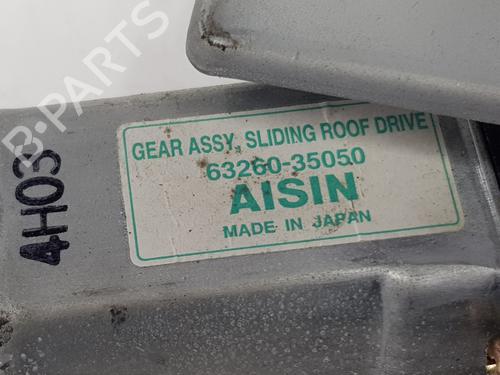 GEAR ASSY, SLIDING ROOF DRIVE
63260-35050
AISIN
MADE IN JAPAN
4H03
B-PARTS